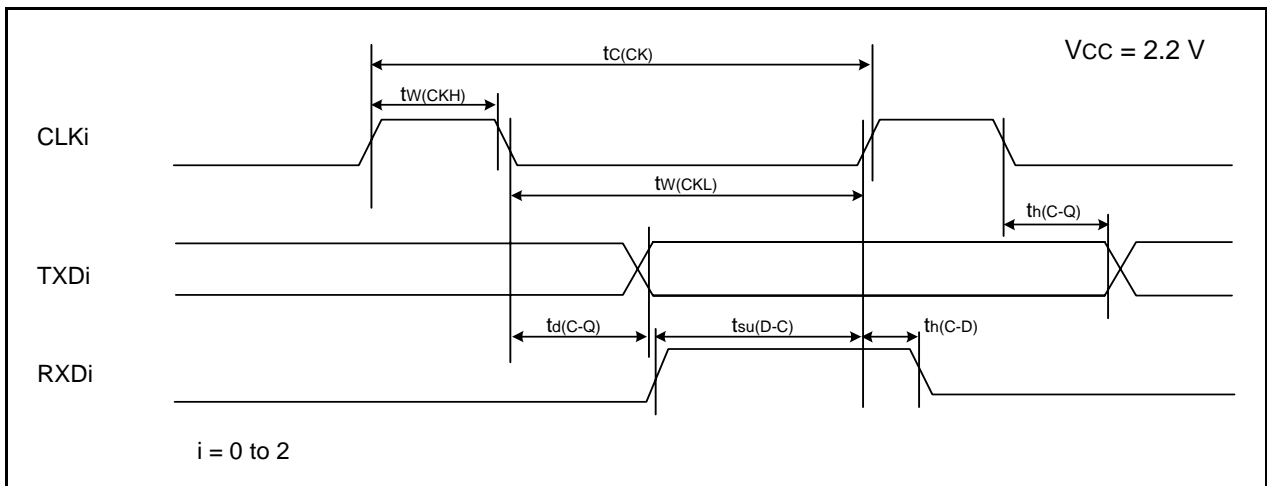 tC(CK)
VCC = 2.2 V
tW(CKH)
CLKi
tW(CKL)
th(C-Q)
TXDi
td(C-Q)
tsu(D-C)
th(C-D)
RXDi
i = 0 to 2